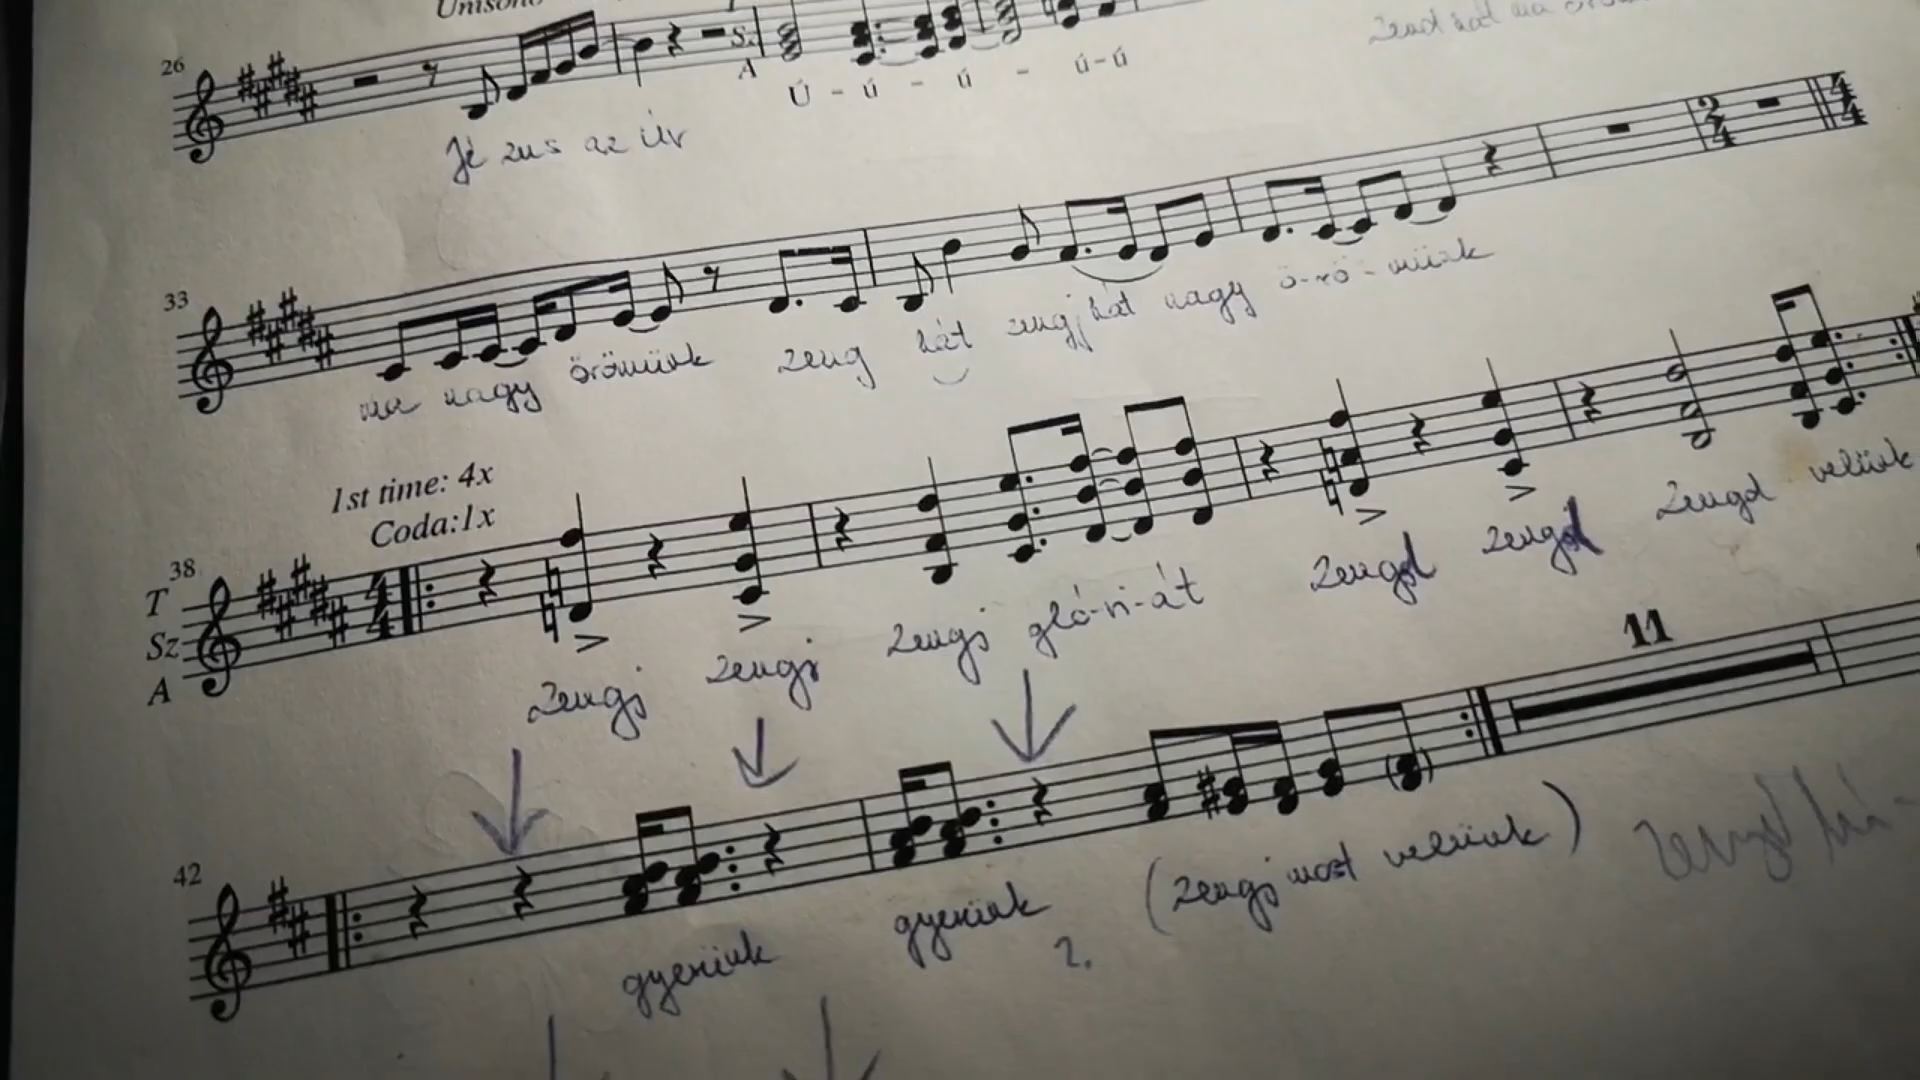 Unisono
26
S.
A
Ú - ú - ú - ú-ú
Jé zus az Úr
33
ma nagy örömünk zeng hát zengj hát nagy ö-rö-münk
1st time: 4x
Coda:1x
38
T
Sz
A
Zengj zengj zengj gló-ri-át Zengd zengd zengd velünk
11
42
gyerünk gyerünk (zengj most velünk)
2.